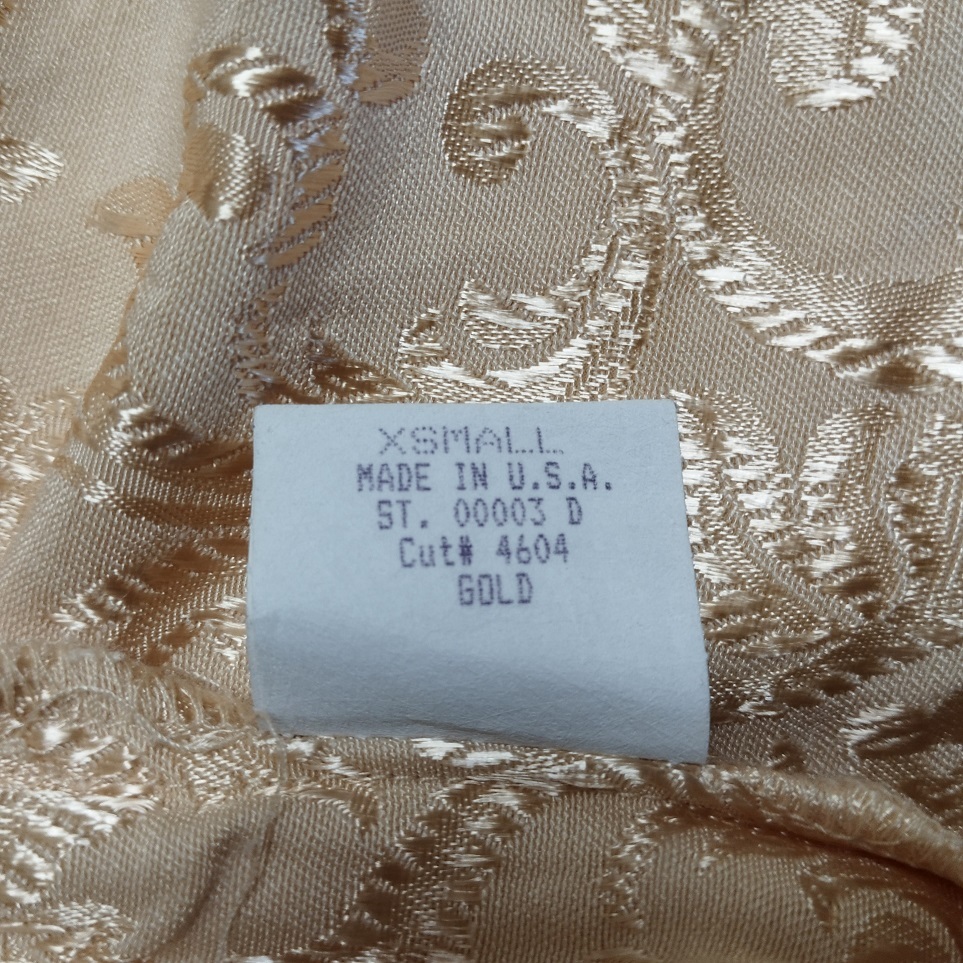 XSMALL
MADE IN U.S.A.
ST. 00003 D
Cut# 4604
GOLD